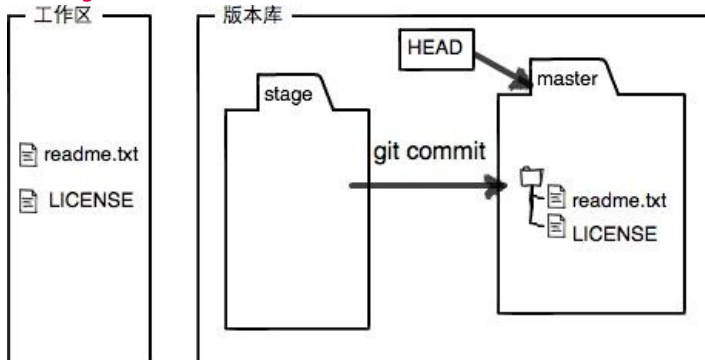 工作区
版本库
HEAD
stage
master
git commit
readme.txt
LICENSE
readme.txt
LICENSE